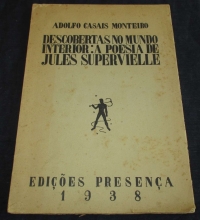 ADOLFO CASAIS MONTEIRO
DESCOBERTAS NO MUNDO
INTERIOR: A POESIA DE
JULES SUPERVIELLE
EDIÇÕES PRESENÇA
1938